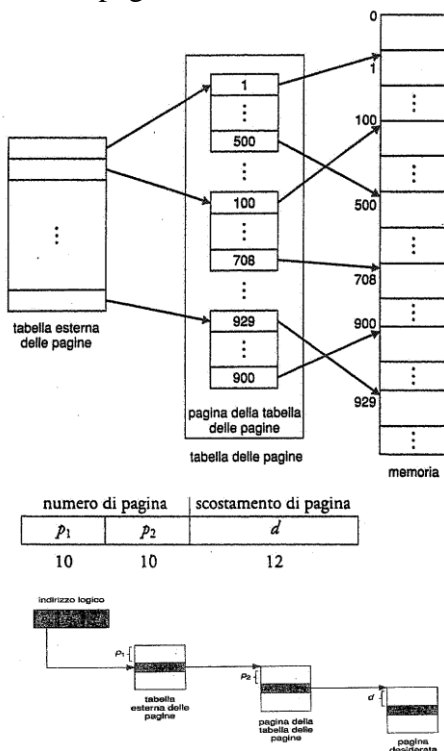 0
1
100
500
708
900
929
memoria
1
500
100
708
929
900
pagina della tabella
delle pagine
tabella delle pagine
tabella esterna
delle pagine
numero di pagina scostamento di pagina
p1 p2 d
10 10 12
indirizzo logico
p1
tabella
esterna delle
pagine
p2
pagina della
tabella delle
pagine
d
pagina
desiderata